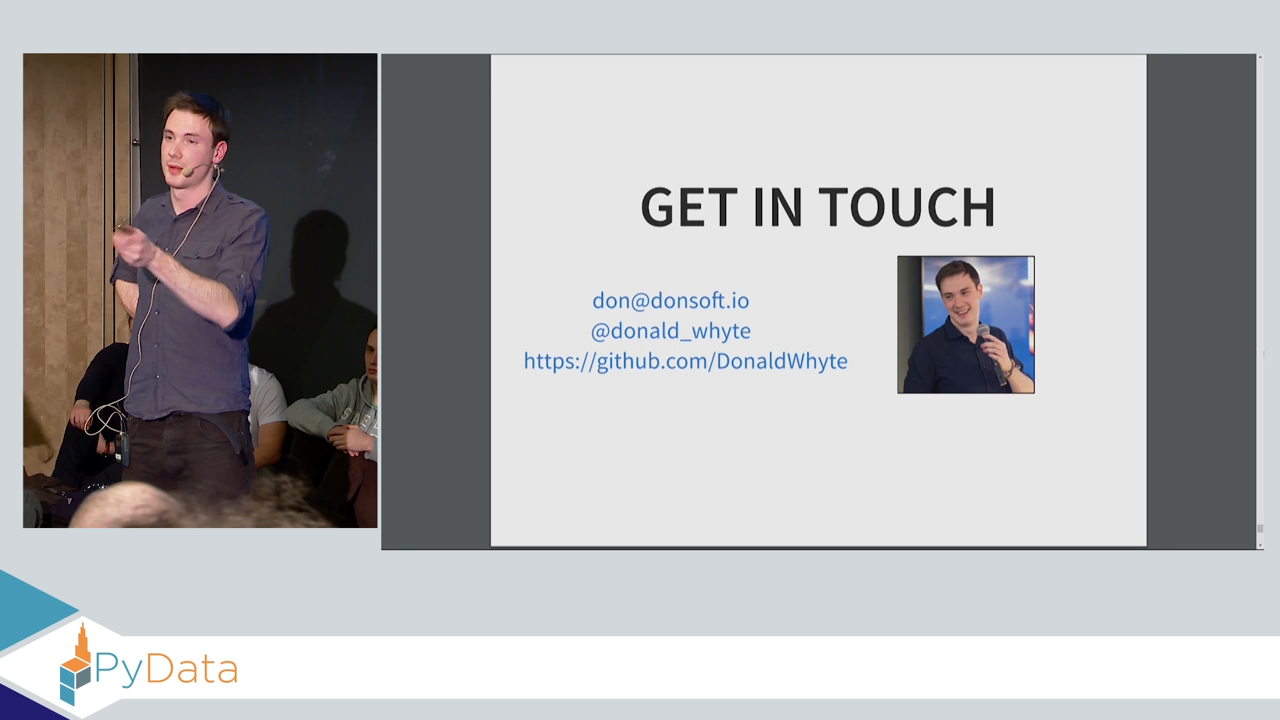 GET IN TOUCH
don@donsoft.io
@donald_whyte
https://github.com/DonaldWhyte
PyData